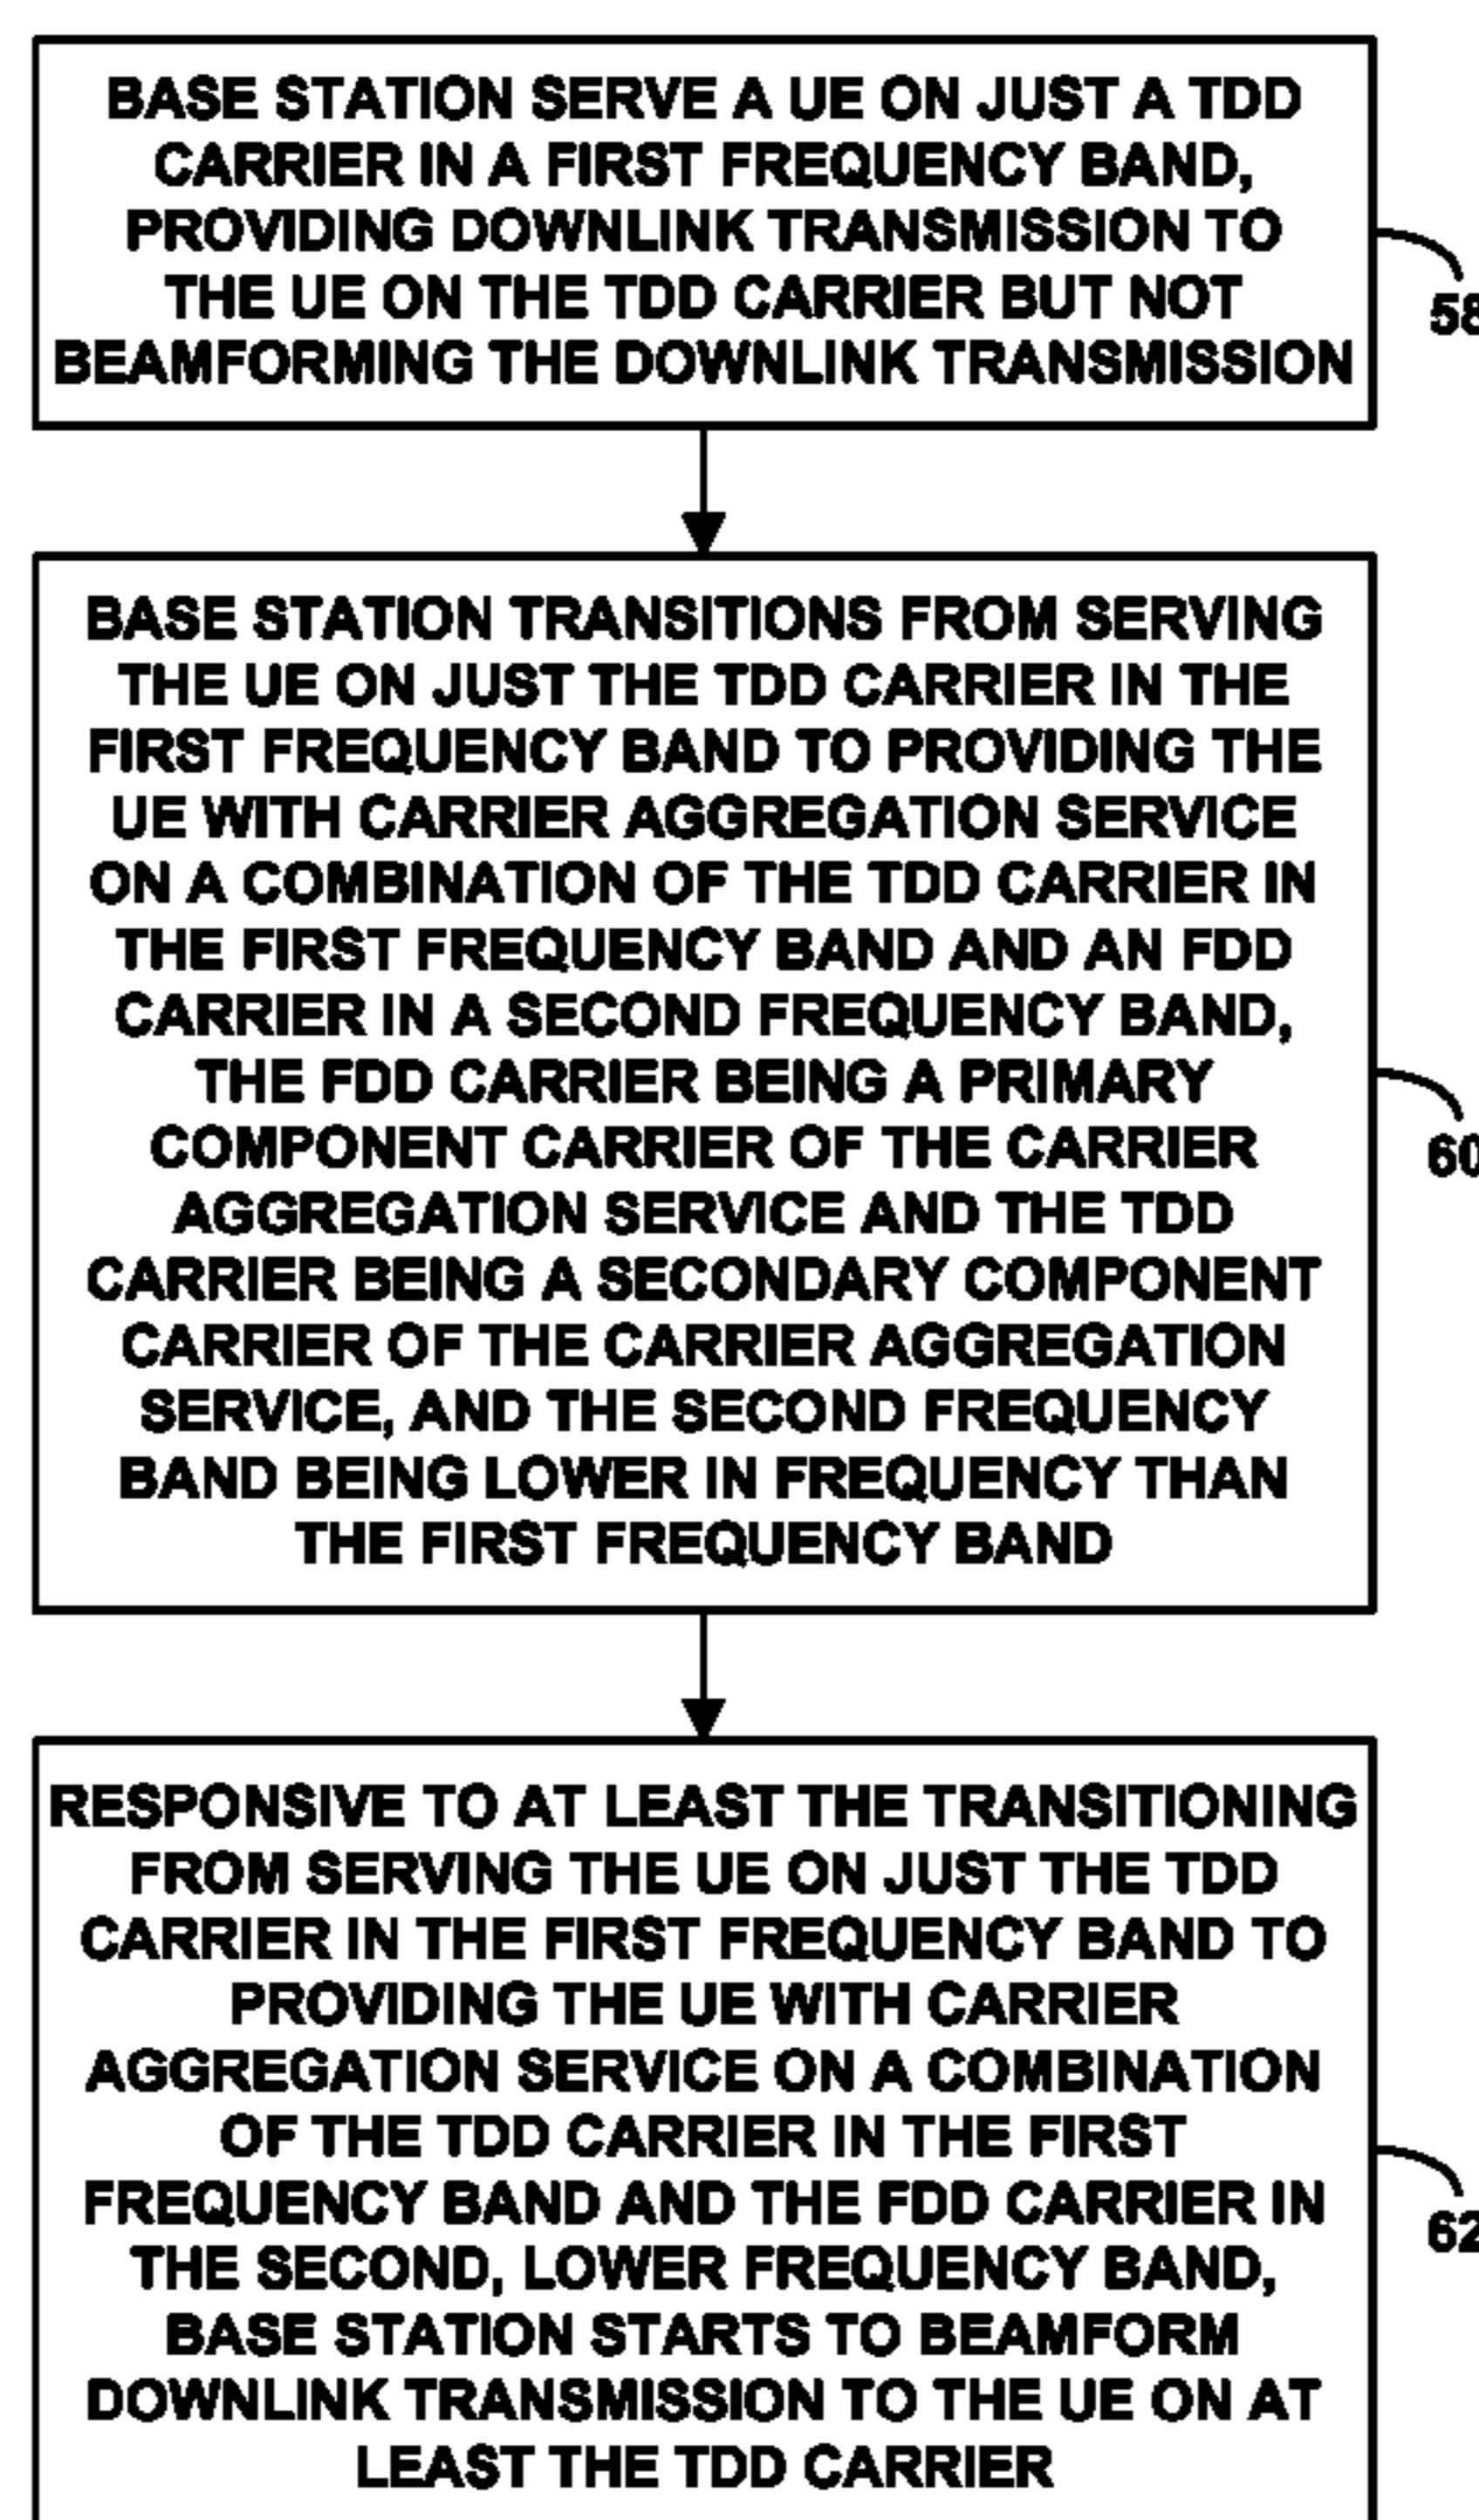 BASE STATION SERVE A UE ON JUST A TDD
CARRIER IN A FIRST FREQUENCY BAND,
PROVIDING DOWNLINK TRANSMISSION TO
THE UE ON THE TDD CARRIER BUT NOT
BEAMFORMING THE DOWNLINK TRANSMISSION
58
BASE STATION TRANSITIONS FROM SERVING
THE UE ON JUST THE TDD CARRIER IN THE
FIRST FREQUENCY BAND TO PROVIDING THE
UE WITH CARRIER AGGREGATION SERVICE
ON A COMBINATION OF THE TDD CARRIER IN
THE FIRST FREQUENCY BAND AND AN FDD
CARRIER IN A SECOND FREQUENCY BAND,
THE FDD CARRIER BEING A PRIMARY
COMPONENT CARRIER OF THE CARRIER
AGGREGATION SERVICE AND THE TDD
CARRIER BEING A SECONDARY COMPONENT
CARRIER OF THE CARRIER AGGREGATION
SERVICE, AND THE SECOND FREQUENCY
BAND BEING LOWER IN FREQUENCY THAN
THE FIRST FREQUENCY BAND
60
RESPONSIVE TO AT LEAST THE TRANSITIONING
FROM SERVING THE UE ON JUST THE TDD
CARRIER IN THE FIRST FREQUENCY BAND TO
PROVIDING THE UE WITH CARRIER
AGGREGATION SERVICE ON A COMBINATION
OF THE TDD CARRIER IN THE FIRST
FREQUENCY BAND AND THE FDD CARRIER IN
THE SECOND, LOWER FREQUENCY BAND,
BASE STATION STARTS TO BEAMFORM
DOWNLINK TRANSMISSION TO THE UE ON AT
LEAST THE TDD CARRIER
62